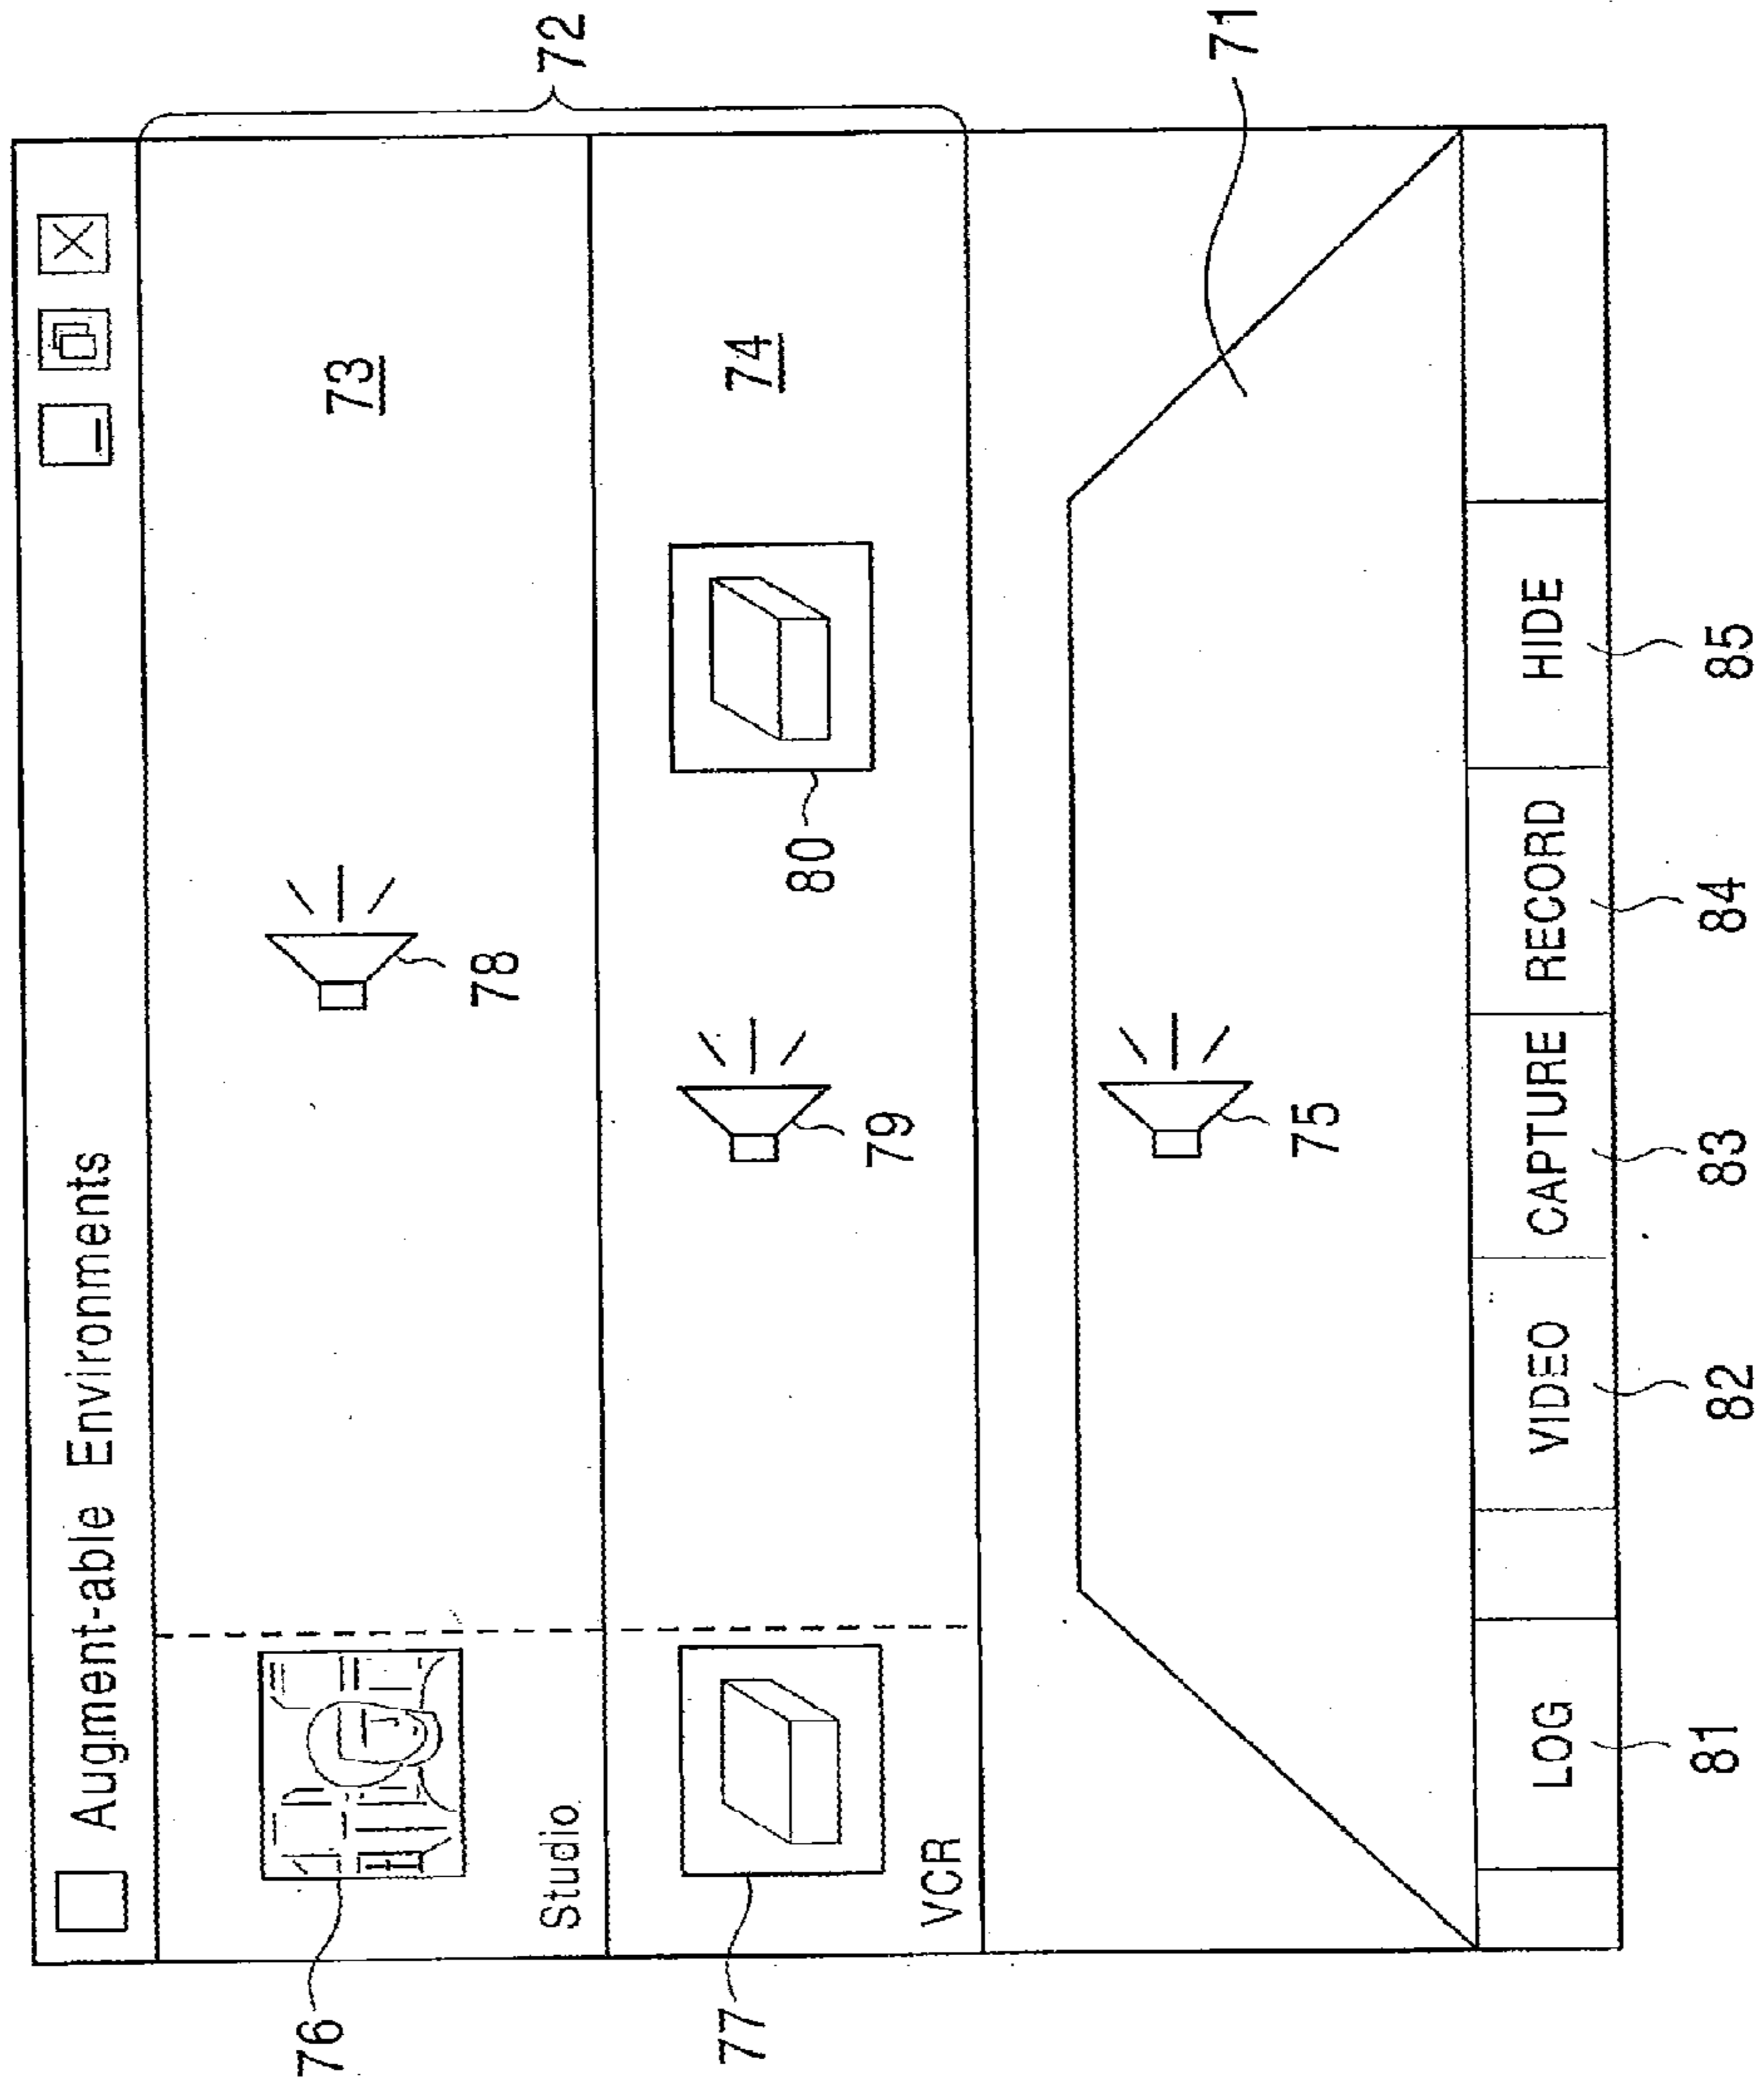 Augment-able Environments
72
73
78
76
Studio
74
80
79
77
VCR
71
75
LOG
VIDEO
CAPTURE
RECORD
HIDE
81
82
83
84
85